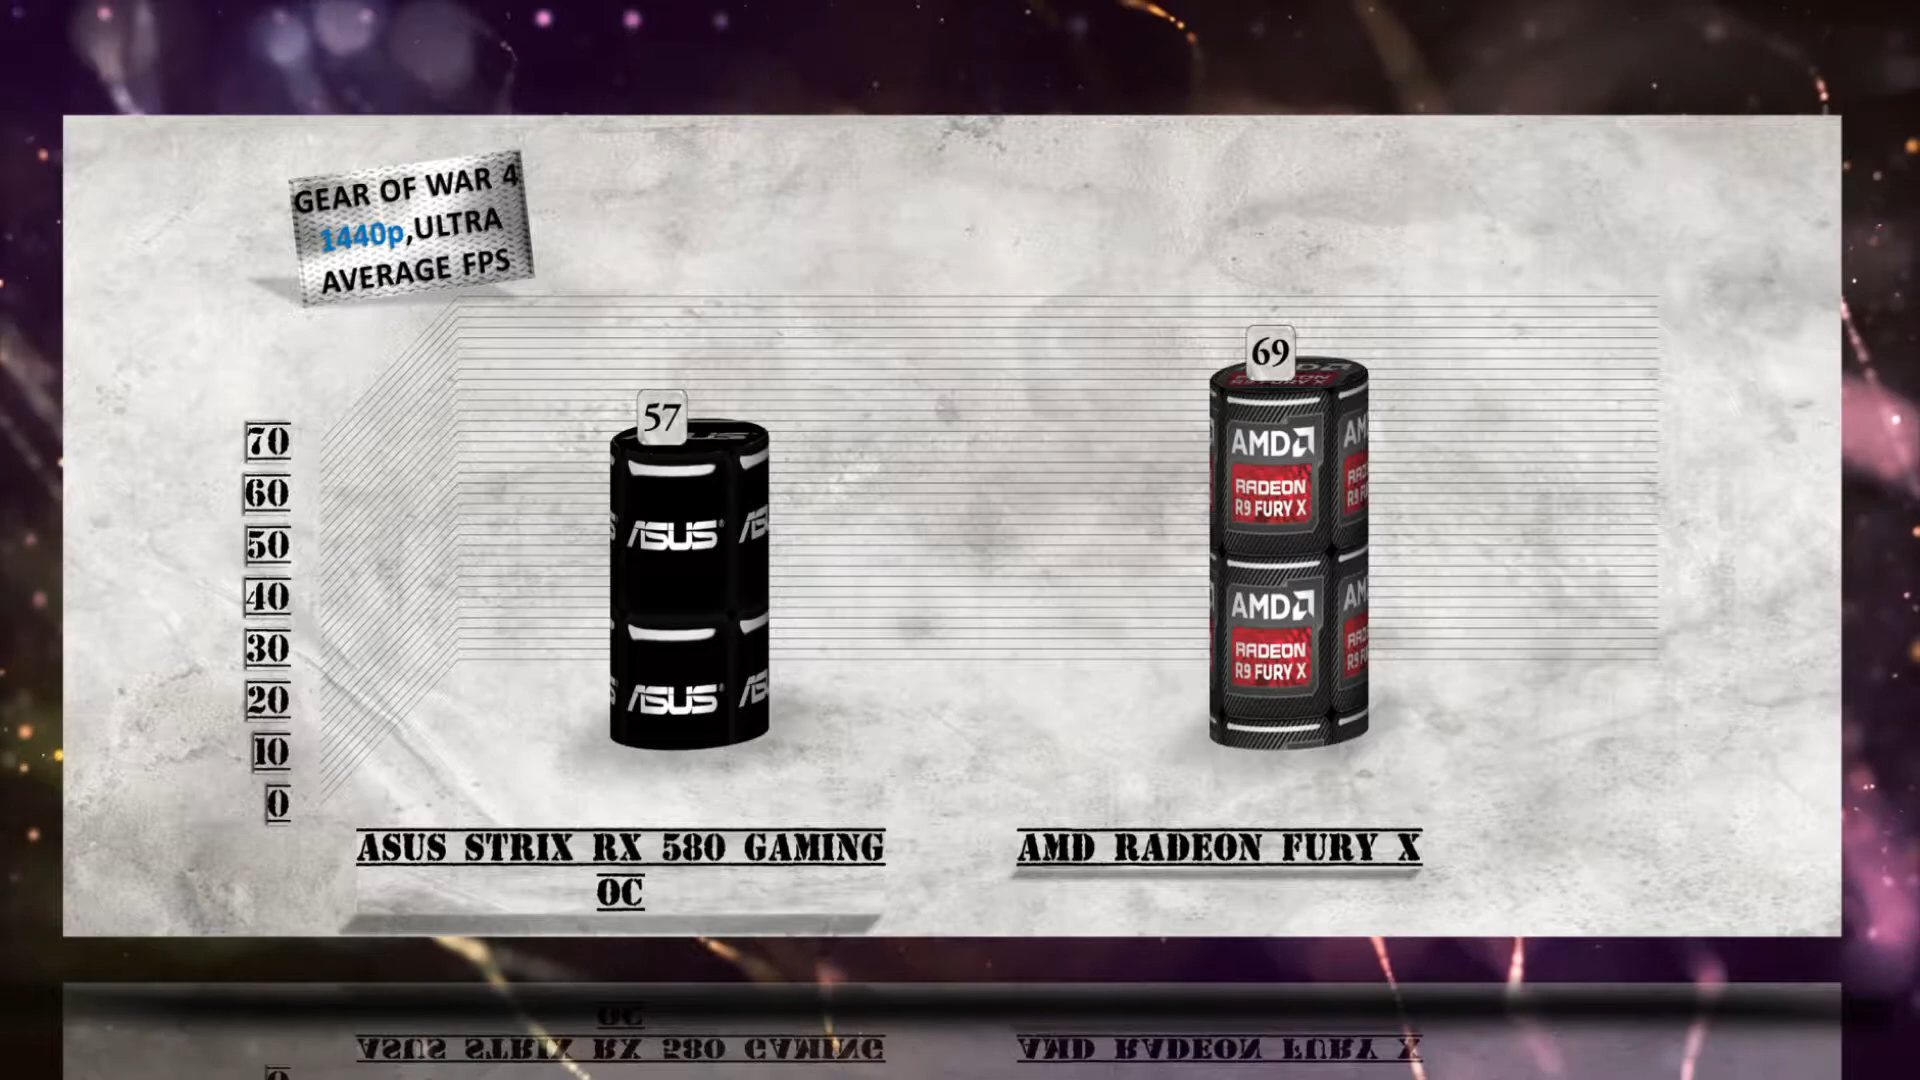 GEAR OF WAR 4
1440p,ULTRA
AVERAGE FPS
70
60
50
40
30
20
10
0
57
ASUS
ASUS
69
AMD
RADEON
R9 FURY X
AMD
RADEON
R9 FURY X
ASUS STRIX RX 580 GAMING
OC
AMD RADEON FURY X